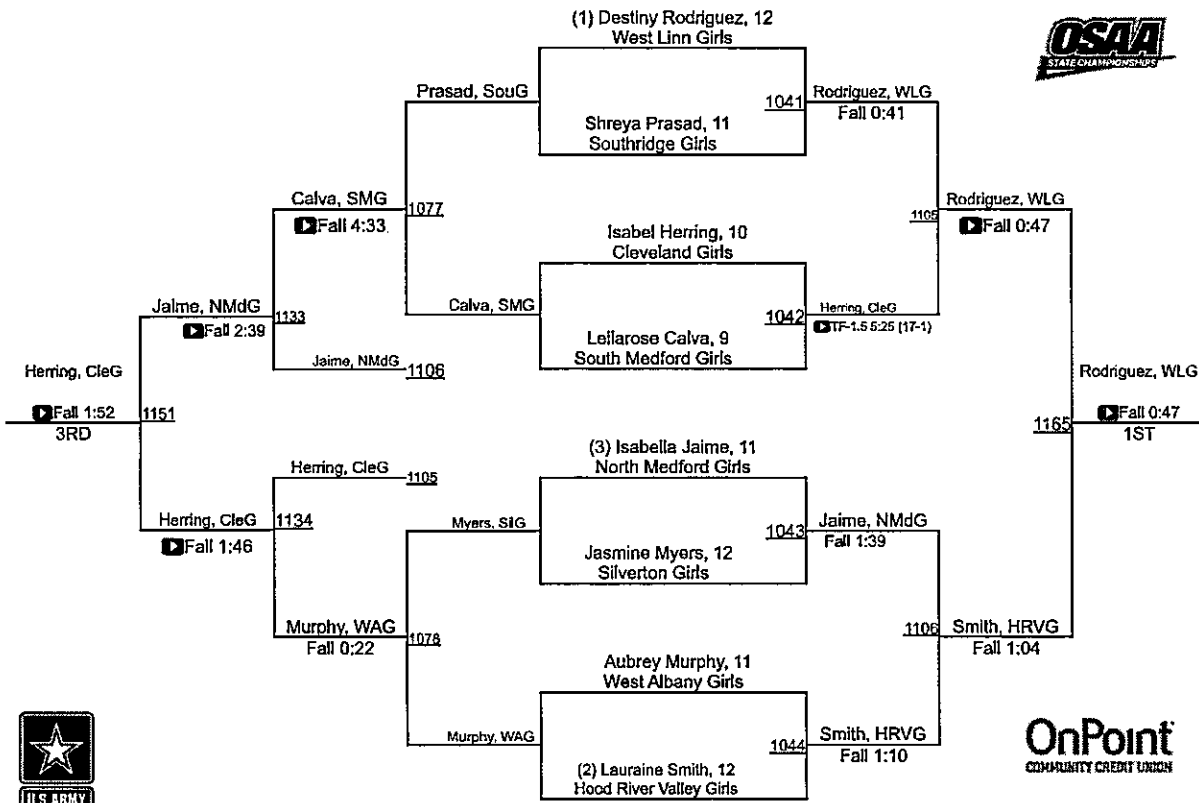 (1) Destiny Rodriguez, 12
West Linn Girls
OSAA
STATE CHAMPIONSHIPS
Prasad, SouG
1041
Rodriguez, WLG
Fall 0:41
Shreya Prasad, 11
Southridge Girls
Calva, SMG
Fall 4:33
1077
1105
Rodriguez, WLG
Fall 0:47
Isabel Herring, 10
Cleveland Girls
Calva, SMG
1042
Herring, CleG
TF-1.5 5:25 (17-1)
Leilarose Calva, 9
South Medford Girls
Jaime, NMdG
Fall 2:39
1133
Jaime, NMdG
1106
Herring, CleG
Fall 1:52
3RD
1151
Rodriguez, WLG
Fall 0:47
1ST
1165
Herring, CleG
1105
(3) Isabella Jaime, 11
North Medford Girls
Herring, CleG
Fall 1:46
1134
Myers, SilG
1043
Jaime, NMdG
Fall 1:39
Jasmine Myers, 12
Silverton Girls
Murphy, WAG
Fall 0:22
1078
1106
Smith, HRVG
Fall 1:04
Aubrey Murphy, 11
West Albany Girls
Murphy, WAG
1044
Smith, HRVG
Fall 1:10
(2) Lauraine Smith, 12
Hood River Valley Girls
U.S. ARMY
OnPoint
COMMUNITY CREDIT UNION